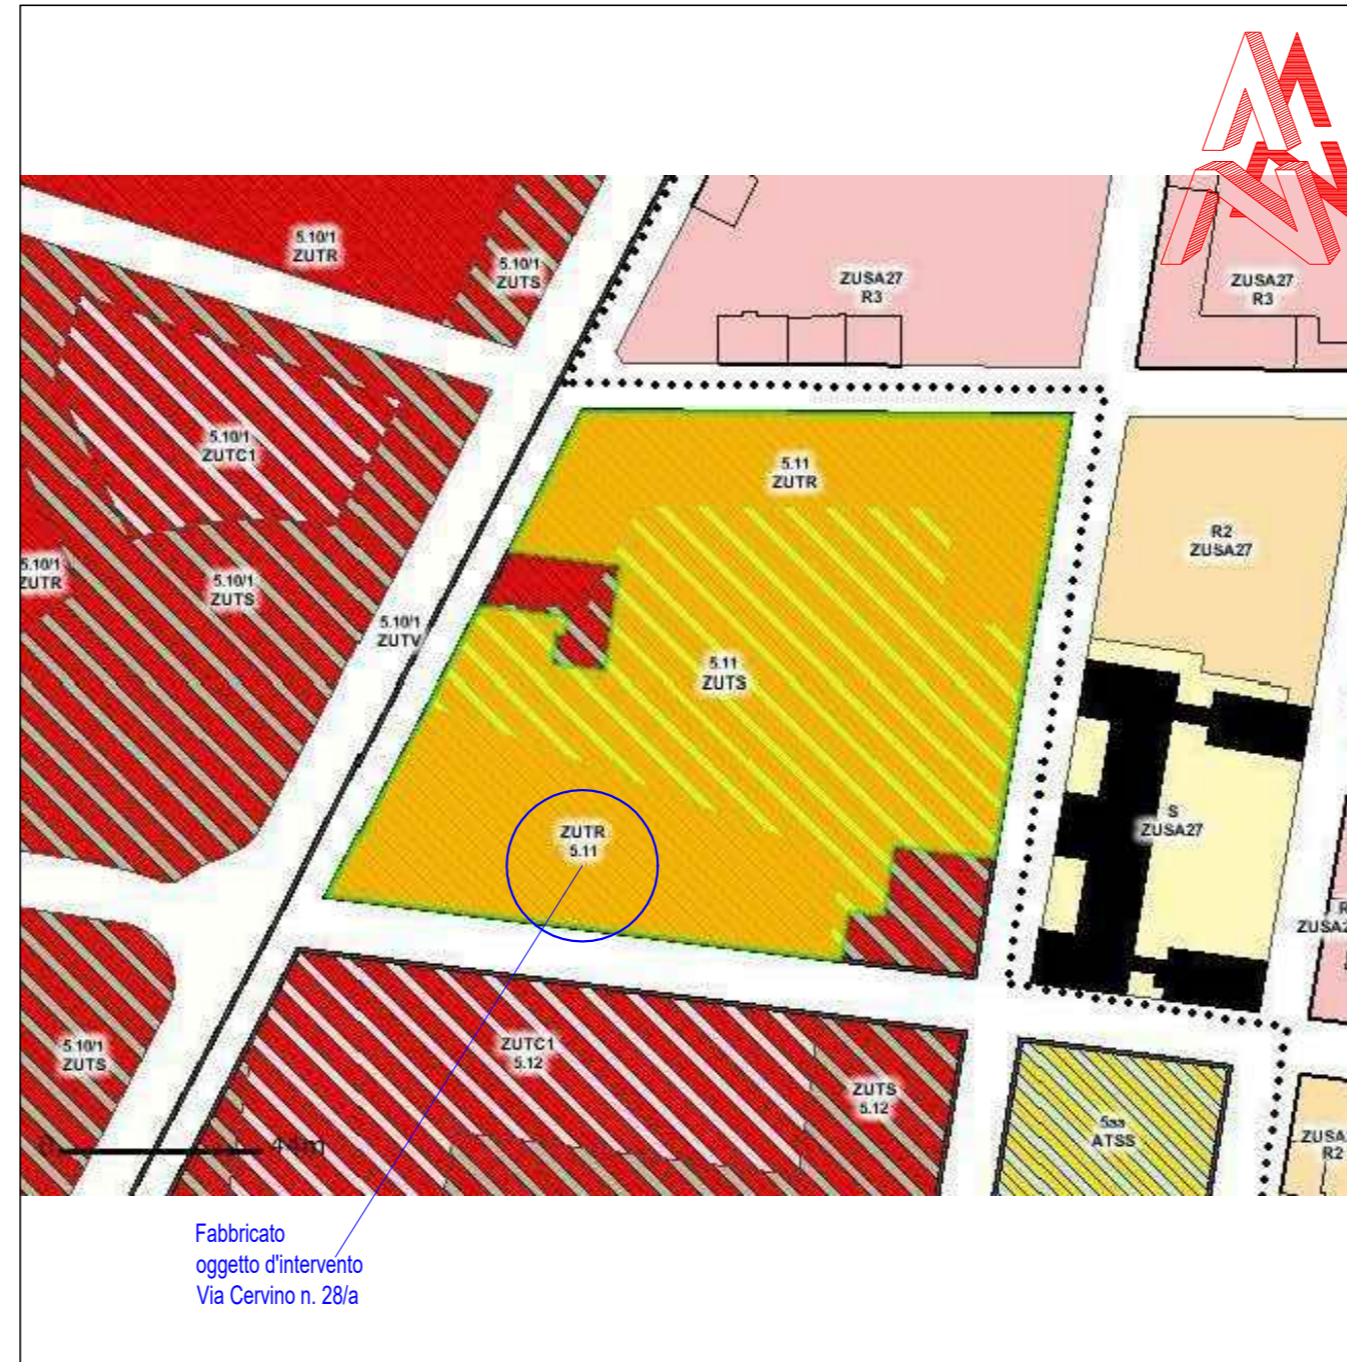 5.10/1
ZUTR
5.10/1
ZUTS
ZUSA27
R3
ZUSA27
R3
5.10/1
ZUTC1
5.11
ZUTR
R2
ZUSA27
5.10/1
ZUTR
5.10/1
ZUTS
5.10/1
ZUTV
5.11
ZUTS
ZUTR
5.11
S
ZUSA27
5.10/1
ZUTS
ZUTC1
5.12
ZUTS
5.12
5aa
ATSS
R2
44m
Fabbricato
oggetto d'intervento
Via Cervino n. 28/a